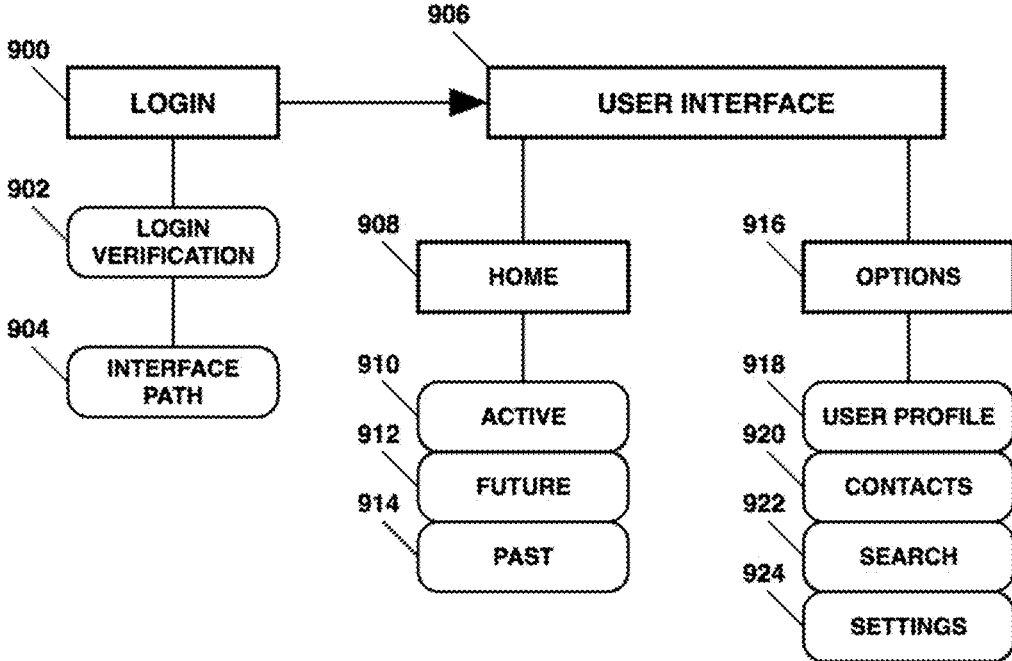 900
LOGIN
902
LOGIN
VERIFICATION
904
INTERFACE
PATH
906
USER INTERFACE
908
HOME
910
ACTIVE
912
FUTURE
914
PAST
916
OPTIONS
918
USER PROFILE
920
CONTACTS
922
SEARCH
924
SETTINGS